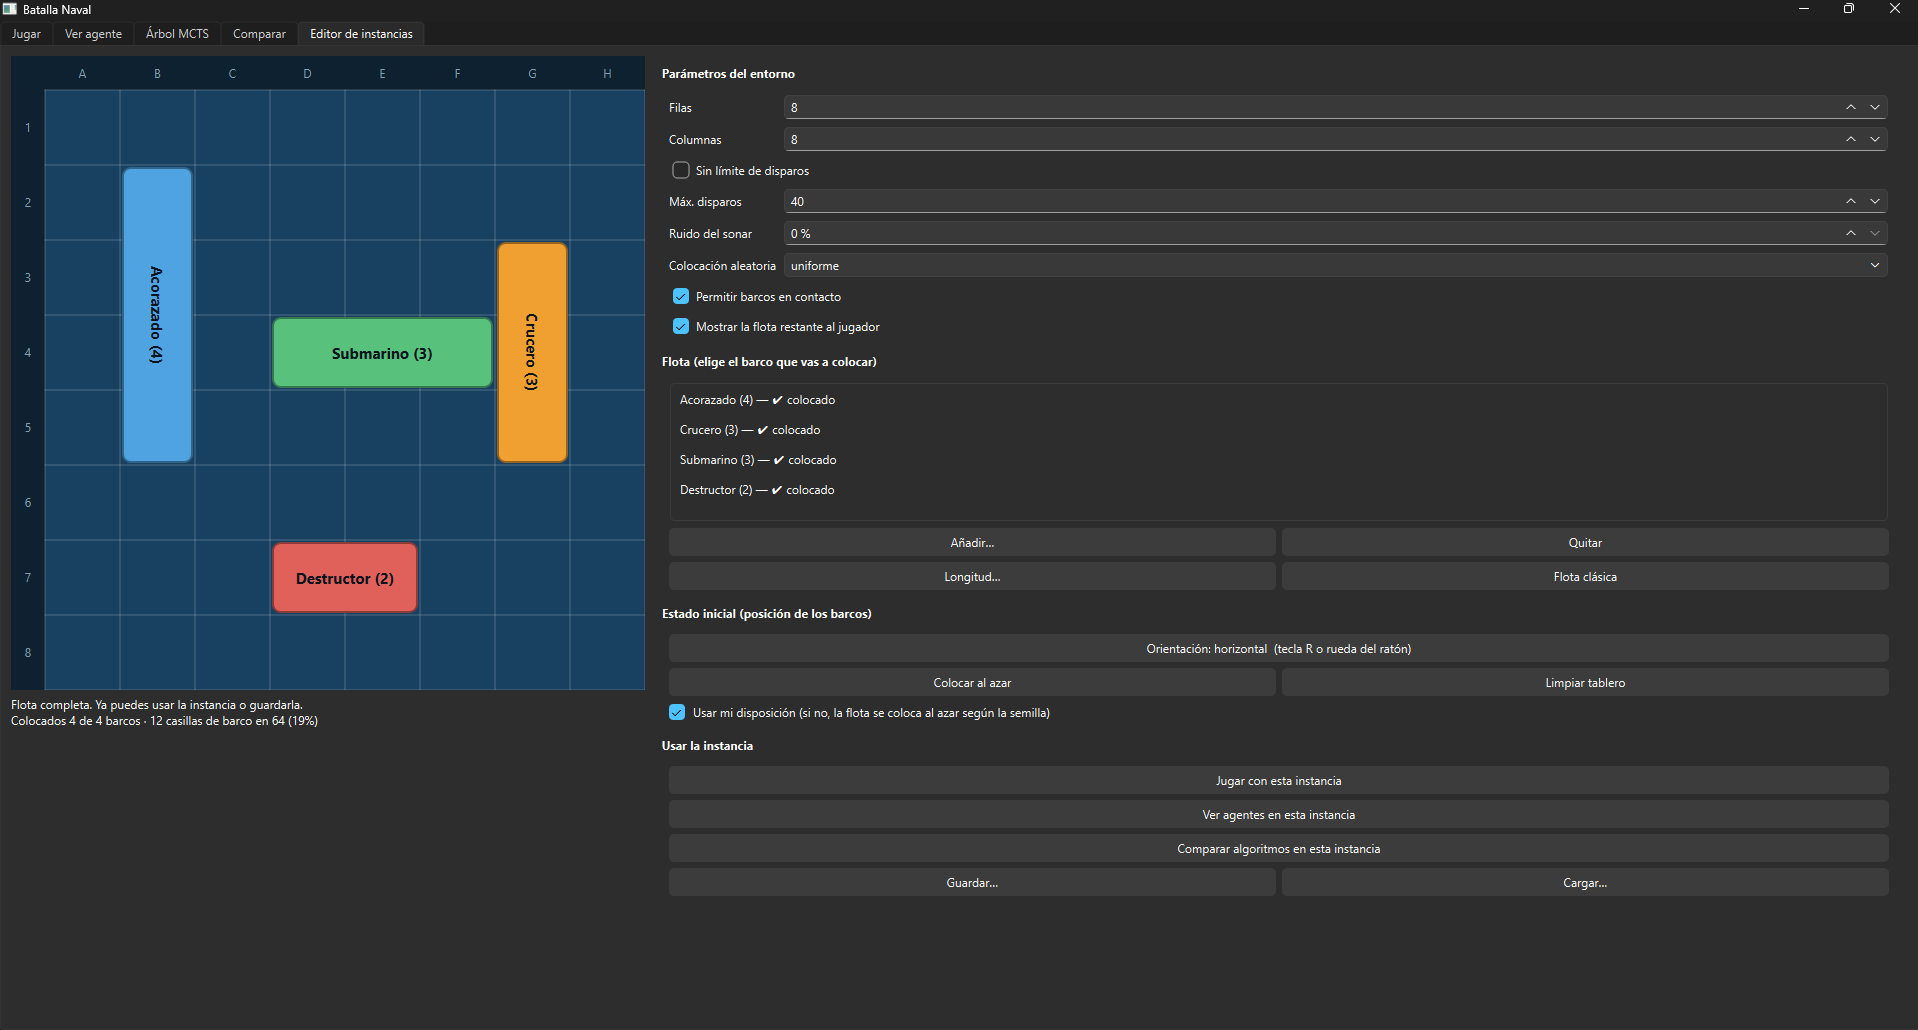 Batalla Naval
Jugar Ver agente Árbol MCTS Comparar Editor de instancias
A B C D E F G H
1
2
3
4
5
6
7
8
Acorazado (4)
Submarino (3)
Crucero (3)
Destructor (2)
Flota completa. Ya puedes usar la instancia o guardarla.
Colocados 4 de 4 barcos · 12 casillas de barco en 64 (19%)
Parámetros del entorno
Filas 8
Columnas 8
Sin límite de disparos
Máx. disparos 40
Ruido del sonar 0 %
Colocación aleatoria uniforme
Permitir barcos en contacto
Mostrar la flota restante al jugador
Flota (elige el barco que vas a colocar)
Acorazado (4) — ✔ colocado
Crucero (3) — ✔ colocado
Submarino (3) — ✔ colocado
Destructor (2) — ✔ colocado
Añadir... Quitar
Longitud... Flota clásica
Estado inicial (posición de los barcos)
Orientación: horizontal (tecla R o rueda del ratón)
Colocar al azar Limpiar tablero
Usar mi disposición (si no, la flota se coloca al azar según la semilla)
Usar la instancia
Jugar con esta instancia
Ver agentes en esta instancia
Comparar algoritmos en esta instancia
Guardar... Cargar...